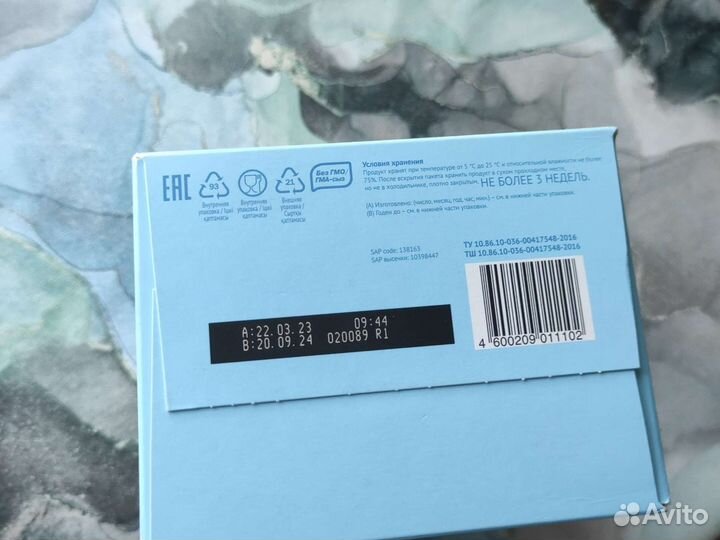 Условия хранения
Продукт хранят при температуре от 5 °C до 25 °C и относительной влажности не более
75%. После вскрытия пакета хранить продукт в сухом прохладном месте,
но не в холодильнике, плотно закрытым. НЕ БОЛЕЕ 3 НЕДЕЛЬ.
(A) Изготовлено: (число, месяц, год, час, мин.) – см. в нижней части упаковки.
(B) Годен до – см. в нижней части упаковки.
EAC
93
21
Без ГМО/
ГМА-сыз
Внутренняя
упаковка / Ішкі
қаптамасы
Внутренняя
упаковка / Ішкі
қаптамасы
Внешняя
упаковка /
Сыртқы
қаптамасы
SAP code: 138163
SAP высечки: 10398447
ТУ 10.86.10-036-00417548-2016
ТШ 10.86.10-036-00417548-2016
A:22.03.23 09:44
B:20.09.24 020089 R1
4 600209 011102
Avito